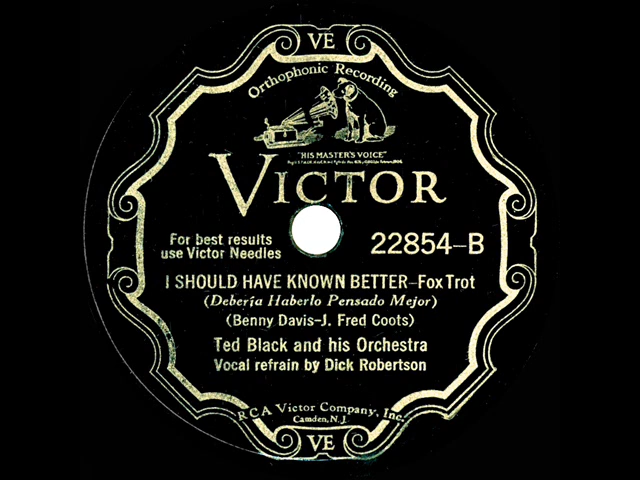 VE
Orthophonic Recording
"HIS MASTER'S VOICE"
VICTOR
For best results
use Victor Needles
22854-B
I SHOULD HAVE KNOWN BETTER-Fox Trot
(Debería Haberlo Pensado Mejor)
(Benny Davis-J. Fred Coots)
Ted Black and his Orchestra
Vocal refrain by Dick Robertson
RCA Victor Company, Inc.
Camden, N.J.
VE